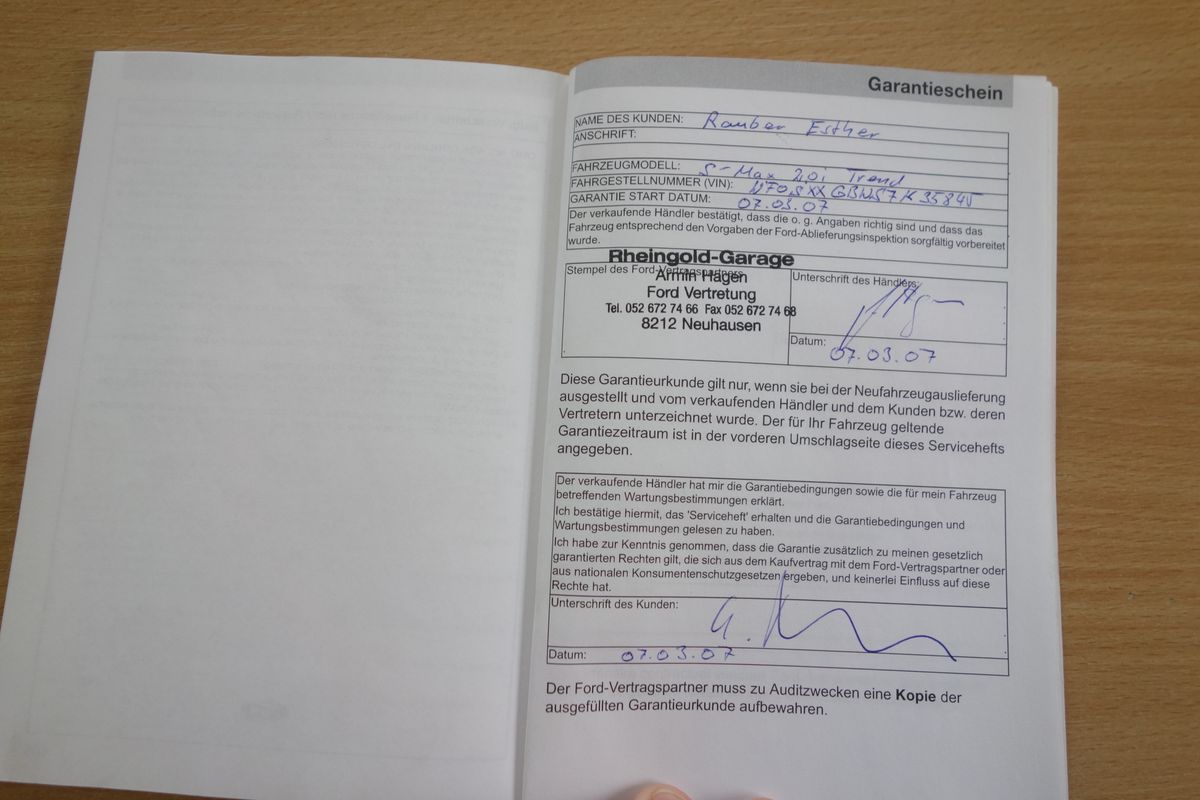 Garantieschein
NAME DES KUNDEN: Rauber Esther
ANSCHRIFT:
FAHRZEUGMODELL: S-Max 2.0i Trend
FAHRGESTELLNUMMER (VIN):
GARANTIE START DATUM: 07.03.07
Der verkaufende Händler bestätigt, dass die o. g. Angaben richtig sind und dass das
Fahrzeug entsprechend den Vorgaben der Ford-Ablieferungsinspektion sorgfältig vorbereitet
wurde.
Rheingold-Garage
Stempel des Ford-Vertragspartners
Armin Hagen
Ford Vertretung
Tel. 052 672 74 66 Fax 052 672 74 68
8212 Neuhausen
Unterschrift des Händlers:
Datum: 07.03.07
Diese Garantieurkunde gilt nur, wenn sie bei der Neufahrzeugauslieferung
ausgestellt und vom verkaufenden Händler und dem Kunden bzw. deren
Vertretern unterzeichnet wurde. Der für Ihr Fahrzeug geltende
Garantiezeitraum ist in der vorderen Umschlagseite dieses Servicehefts
angegeben.
Der verkaufende Händler hat mir die Garantiebedingungen sowie die für mein Fahrzeug
betreffenden Wartungsbestimmungen erklärt.
Ich bestätige hiermit, das 'Serviceheft' erhalten und die Garantiebedingungen und
Wartungsbestimmungen gelesen zu haben.
Ich habe zur Kenntnis genommen, dass die Garantie zusätzlich zu meinen gesetzlich
garantierten Rechten gilt, die sich aus dem Kaufvertrag mit dem Ford-Vertragspartner oder
aus nationalen Konsumentenschutzgesetzen ergeben, und keinerlei Einfluss auf diese
Rechte hat.
Unterschrift des Kunden:
Datum: 07.03.07
Der Ford-Vertragspartner muss zu Auditzwecken eine Kopie der
ausgefüllten Garantieurkunde aufbewahren.